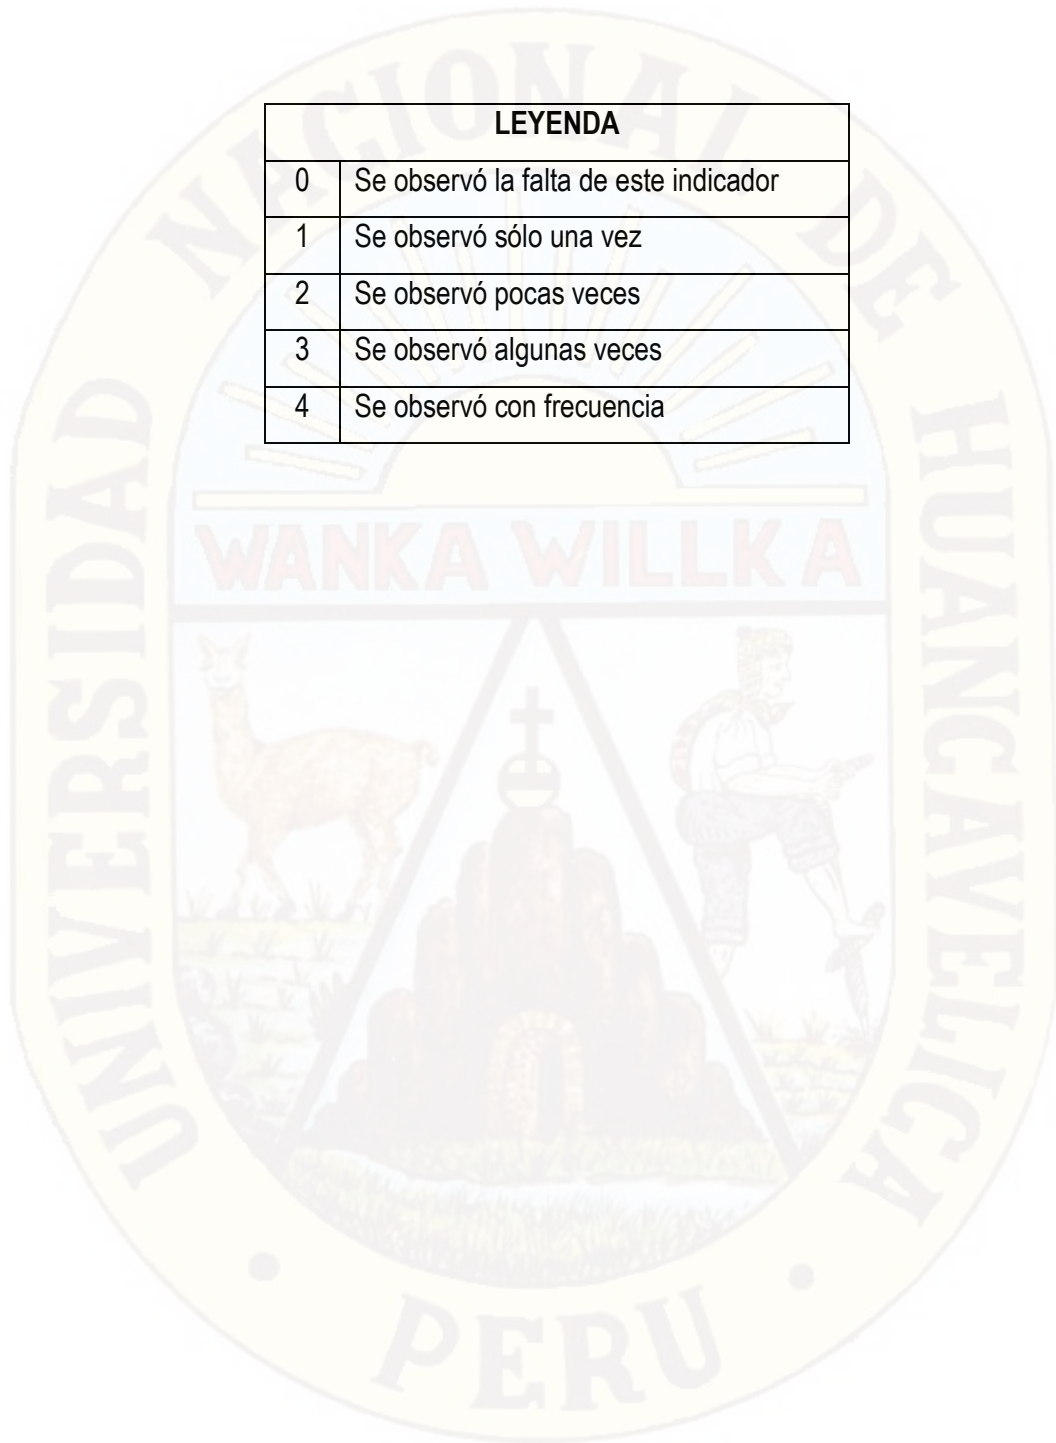 LEYENDA
0 Se observó la falta de este indicador
1 Se observó sólo una vez
2 Se observó pocas veces
3 Se observó algunas veces
4 Se observó con frecuencia
UNIVERSIDAD NACIONAL DE HUANCAVELICA
WANKA WILLKA
• PERU •